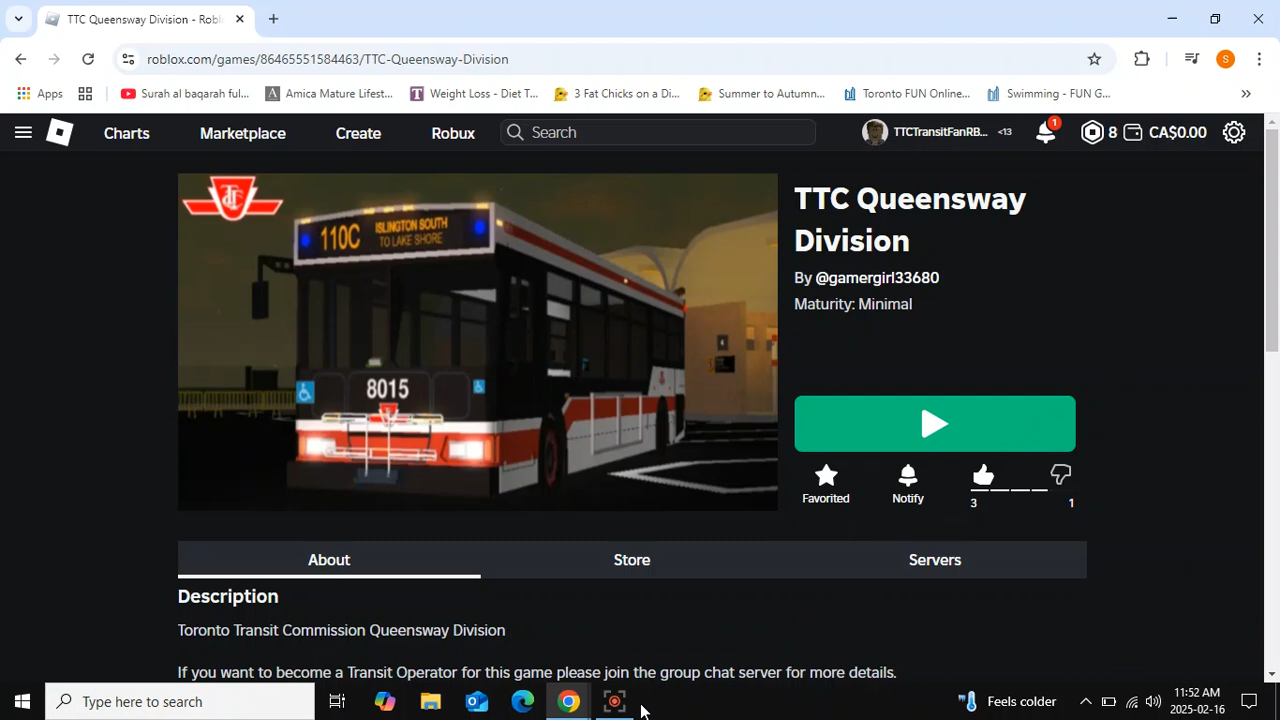 TTC Queensway Division - Robl
roblox.com/games/86465551584463/TTC-Queensway-Division
S
Apps
Surah al baqarah ful...
A
Amica Mature Lifest...
T
Weight Loss - Diet T...
3 Fat Chicks on a Di...
Summer to Autumn...
Toronto FUN Online...
Swimming - FUN G...
Charts
Marketplace
Create
Robux
Search
TTCTransitFanRB...
<13
1
8
CA$0.00
TTC
110C
ISLINGTON SOUTH
TO LAKE SHORE
8015
TTC Queensway
Division
By @gamergirl33680
Maturity: Minimal
Favorited
Notify
3
1
About
Store
Servers
Description
Toronto Transit Commission Queensway Division
If you want to become a Transit Operator for this game please join the group chat server for more details.
Type here to search
Feels colder
11:52 AM
2025-02-16